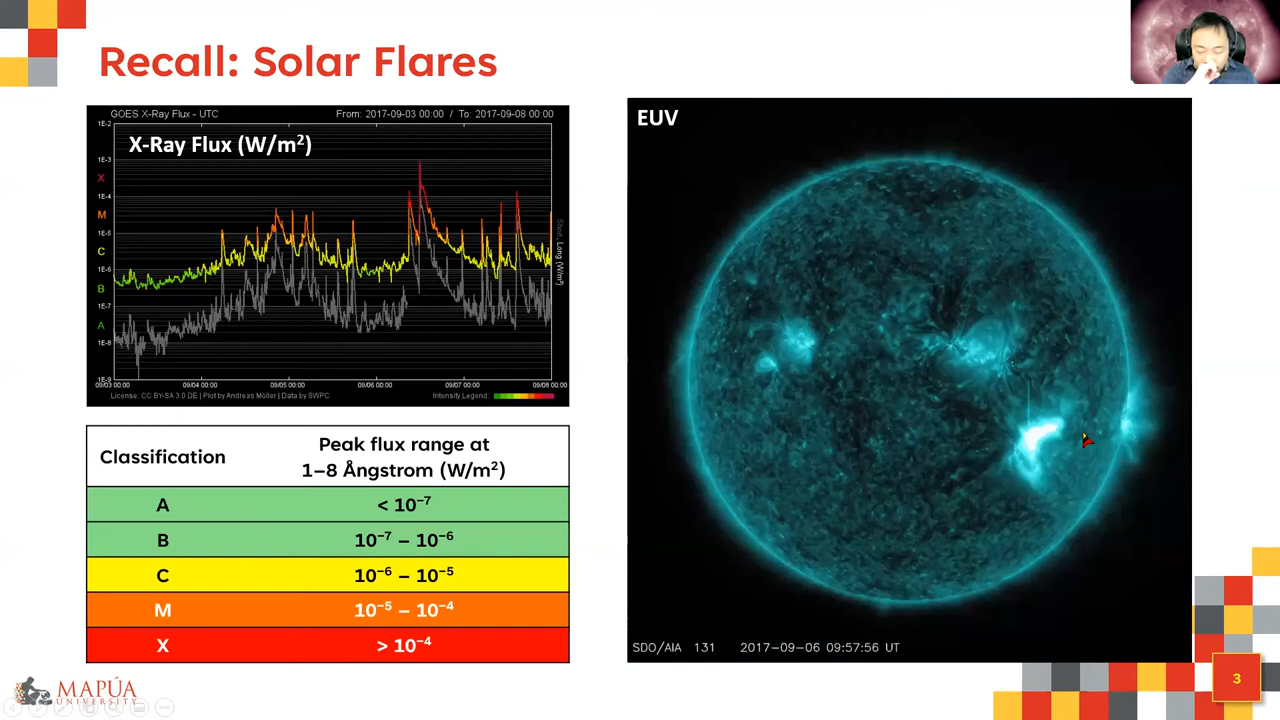 Recall: Solar Flares
GOES X-Ray Flux - UTC
From: 2017-09-03 00:00 / To: 2017-09-08 00:00
X-Ray Flux (W/m²)
1E-2
1E-3
X
1E-4
M
1E-5
C
1E-6
B
1E-7
A
1E-8
1E-9
Short, Long (W/m²)
09/03 00:00 09/04 00:00 09/05 00:00 09/06 00:00 09/07 00:00 09/08 00:00
License: CC BY-SA 3.0 DE | Plot by Andreas Möller | Data by SWPC
Intensity Legend:
Classification
Peak flux range at
1–8 Ångstrom (W/m²)
A < 10⁻⁷
B 10⁻⁷ – 10⁻⁶
C 10⁻⁶ – 10⁻⁵
M 10⁻⁵ – 10⁻⁴
X > 10⁻⁴
EUV
SDO/AIA 131 2017-09-06 09:57:56 UT
MAPÚA
UNIVERSITY
3